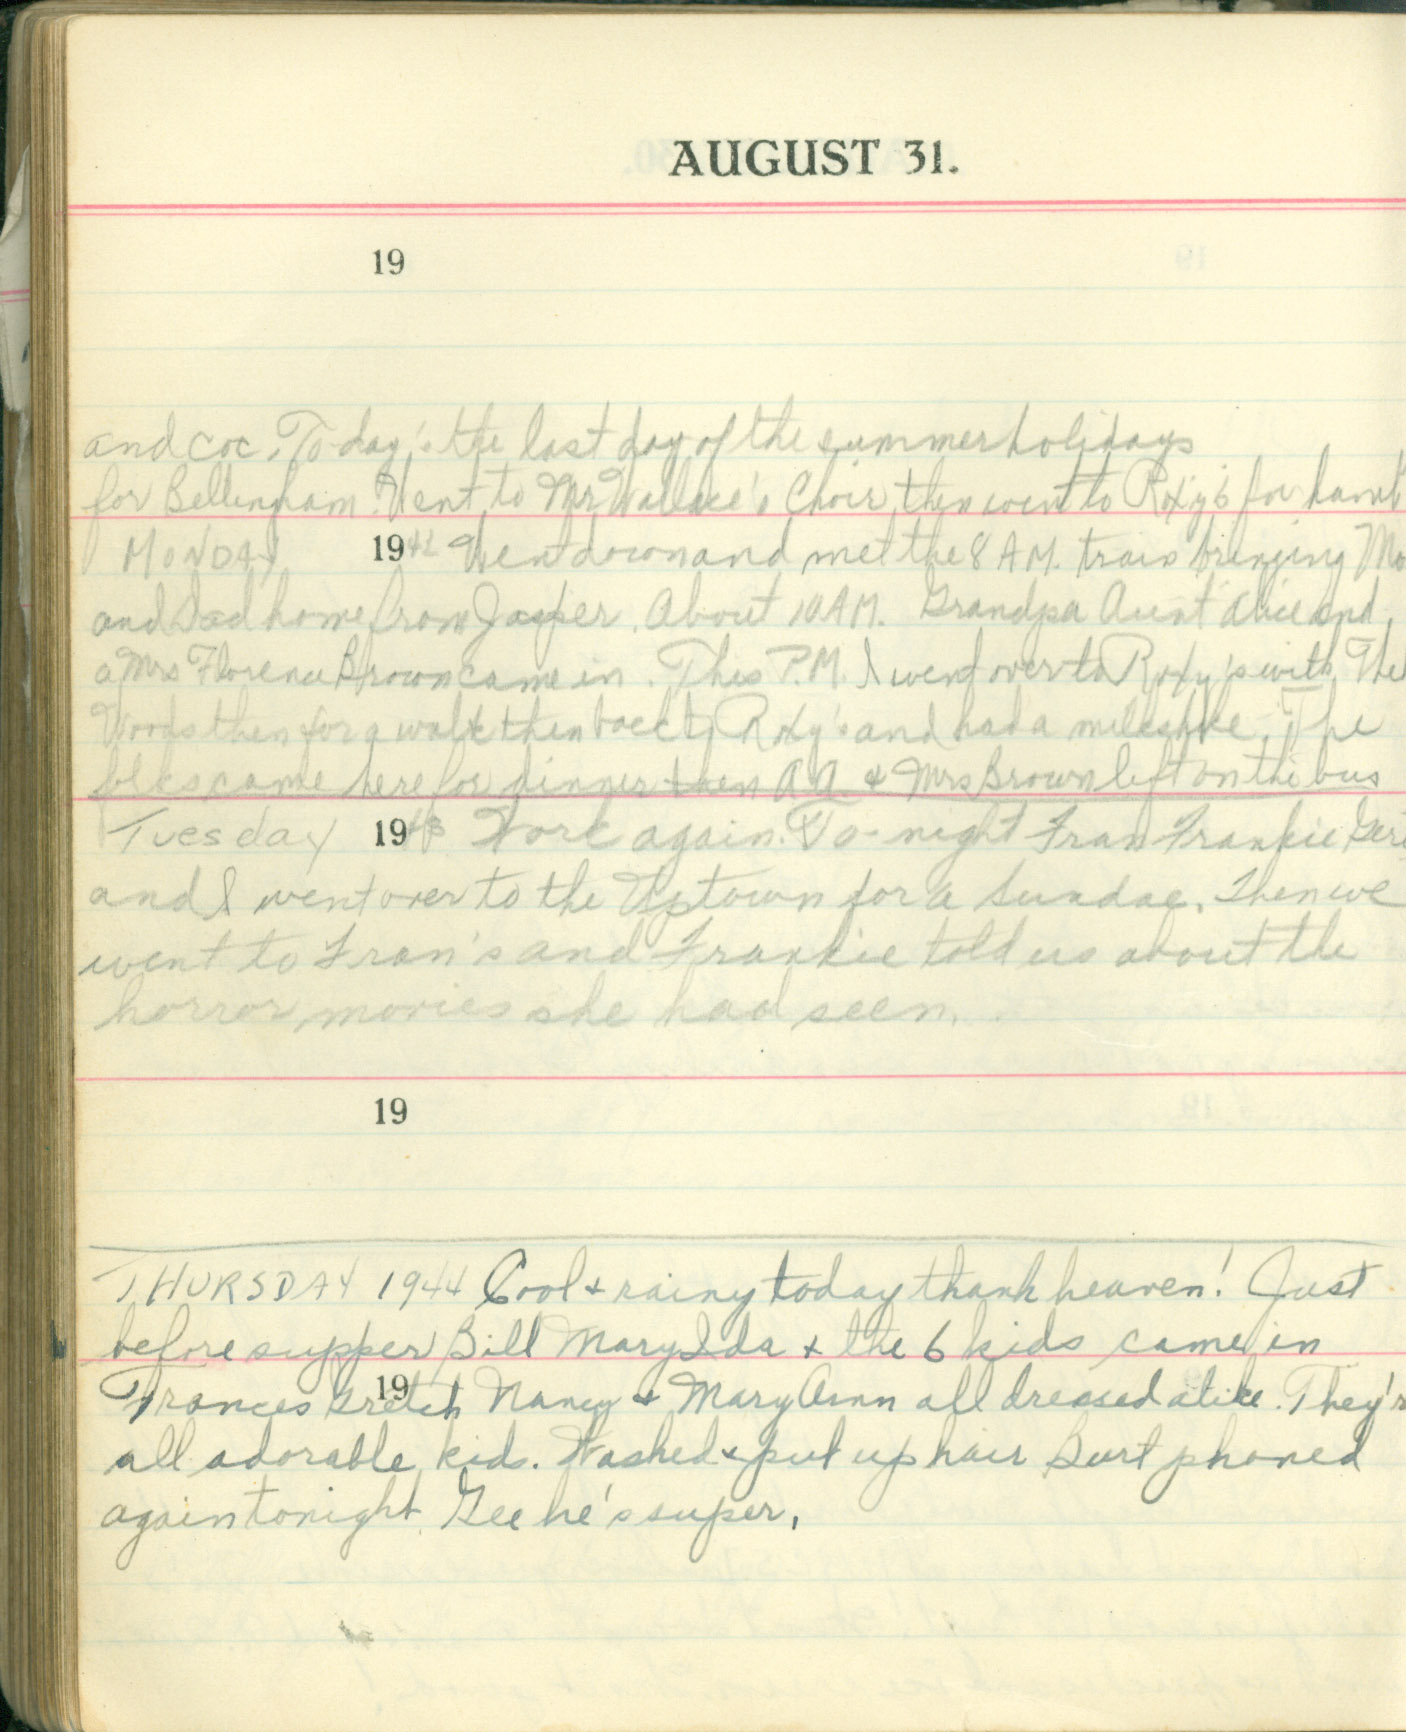 AUGUST 31.
19
and coc. To-day's the last day of the summer holidays
for Bellingham. Went to Mr Wallace's Choir then went to Roxy's for hamb
MONDAY 1942 Went down and met the 8 A.M. train bringing Mo
and Dad home from Jasper. About 10 A.M. Grandpa Aunt Alice and
a Mrs Florence Brown came in. This P.M. I went over to Roxy's with The
Woods then for a walk then back to Roxy's and had a milkshake. The
folks came here for dinner then A.A. & Mrs Brown left on the bus
Tuesday 1943 Work again. To-night Fran Frankie Geri
and I went over to the Uptown for a Sundae. Then we
went to Fran's and Frankie told us about the
horror movies she had seen.
19
THURSDAY 1944 Cool & rainy today thank heaven! Just
before supper Bill Mary Ida & the 6 kids came in
19
Frances Gretch Nancy & Mary Ann all dressed alike. They'r
all adorable kids. Washed & put up hair Burt phoned
again tonight. Gee he's super.